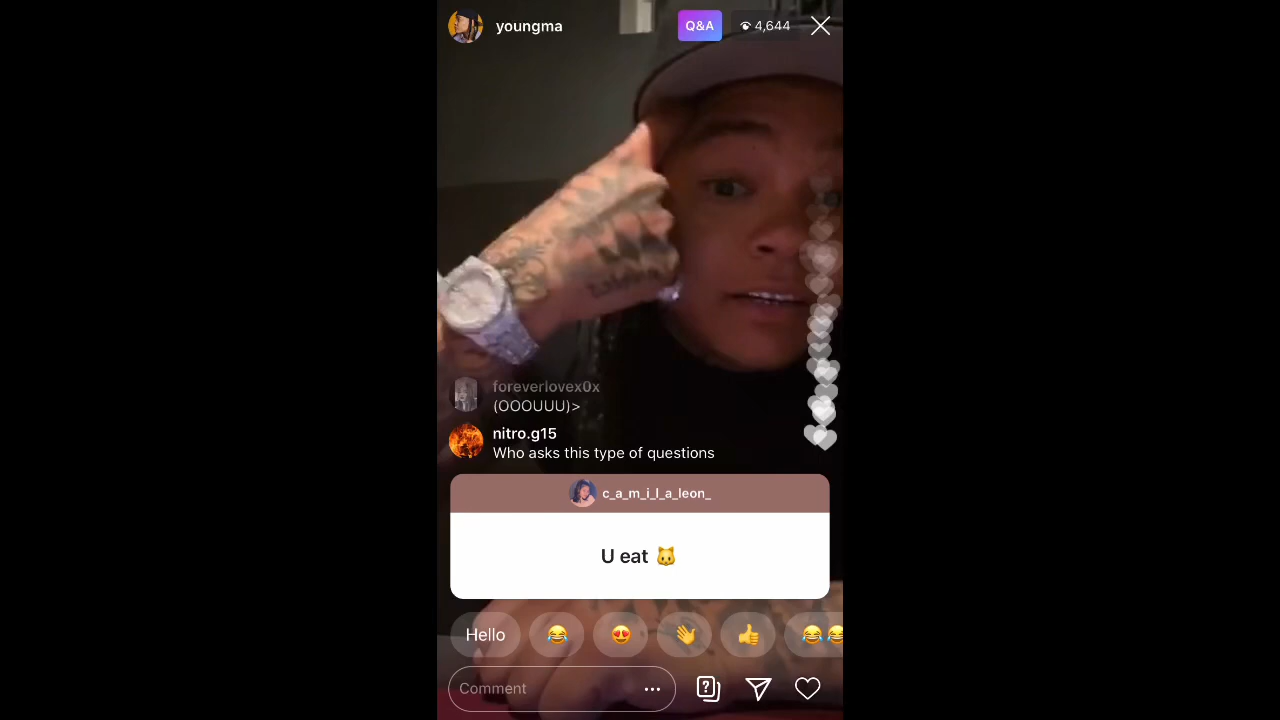 youngma
Q&A
4,644
foreverlovex0x
(OOOUUU)>
nitro.g15
Who asks this type of questions
c_a_m_i_l_a_leon_
U eat 🐱
Hello
Comment